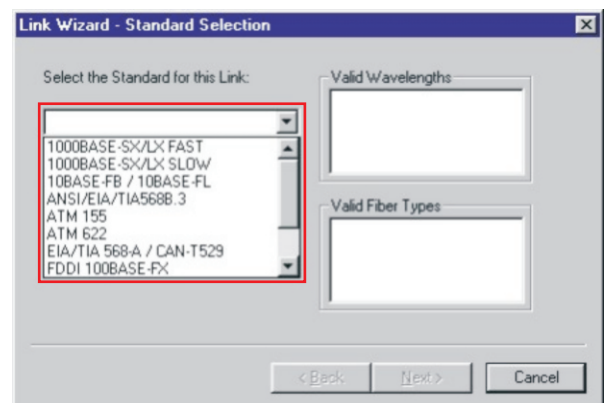 Link Wizard - Standard Selection
Select the Standard for this Link:
Valid Wavelengths
1000BASE-SX/LX FAST
1000BASE-SX/LX SLOW
10BASE-FB / 10BASE-FL
ANSI/EIA/TIA568B.3
ATM 155
ATM 622
EIA/TIA 568-A / CAN-T529
FDDI 100BASE-FX
Valid Fiber Types
< Back
Next >
Cancel